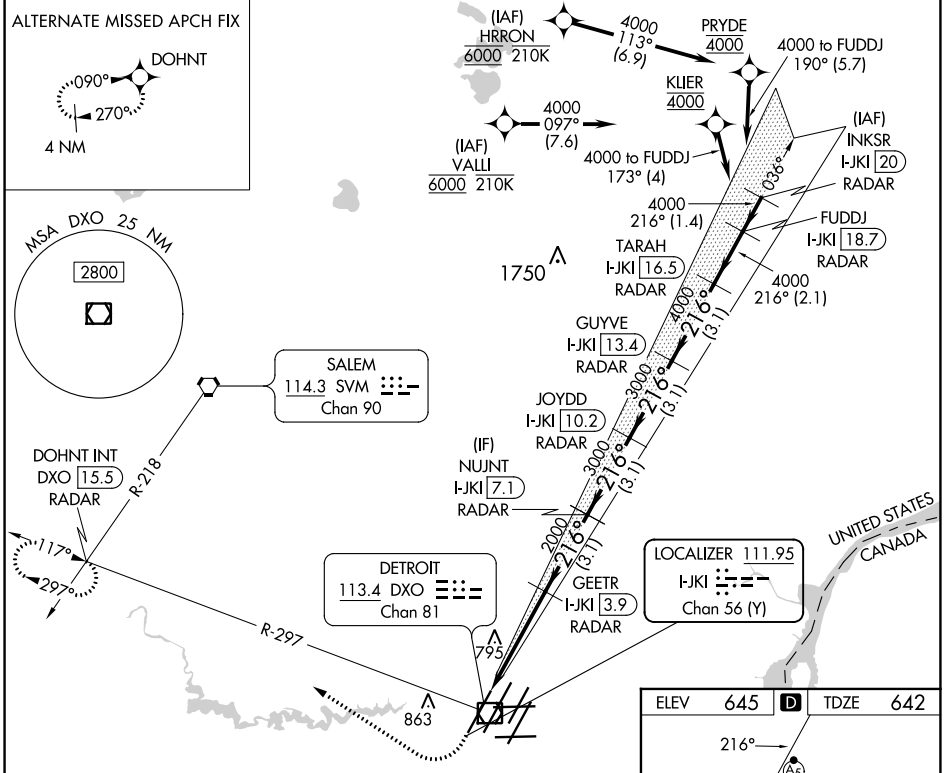 ALTERNATE MISSED APCH FIX
DOHNT
090°
270°
4 NM
(IAF)
HRRON
6000 210K
4000
113°
(6.9)
PRYDE
4000
4000 to FUDDJ
190° (5.7)
KLIER
4000
(IAF)
VALLI
6000 210K
4000
097°
(7.6)
4000 to FUDDJ
173° (4)
036°
(IAF)
INKSR
I-JKI 20
RADAR
4000
216° (1.4)
FUDDJ
I-JKI 18.7
RADAR
4000
216° (2.1)
TARAH
I-JKI 16.5
RADAR
1750
4000
216°
(3.1)
GUYVE
I-JKI 13.4
RADAR
3000
216°
(3.1)
JOYDD
I-JKI 10.2
RADAR
3000
216°
(3.1)
(IF)
NUJNT
I-JKI 7.1
RADAR
2000
216°
(3.1)
GEETR
I-JKI 3.9
RADAR
MSA DXO 25 NM
2800
SALEM
114.3 SVM
Chan 90
R-218
DOHNT INT
DXO 15.5
RADAR
117°
297°
R-297
DETROIT
113.4 DXO
Chan 81
LOCALIZER 111.95
I-JKI
Chan 56 (Y)
UNITED STATES
CANADA
795
863
ELEV 645 D TDZE 642
216°
A5